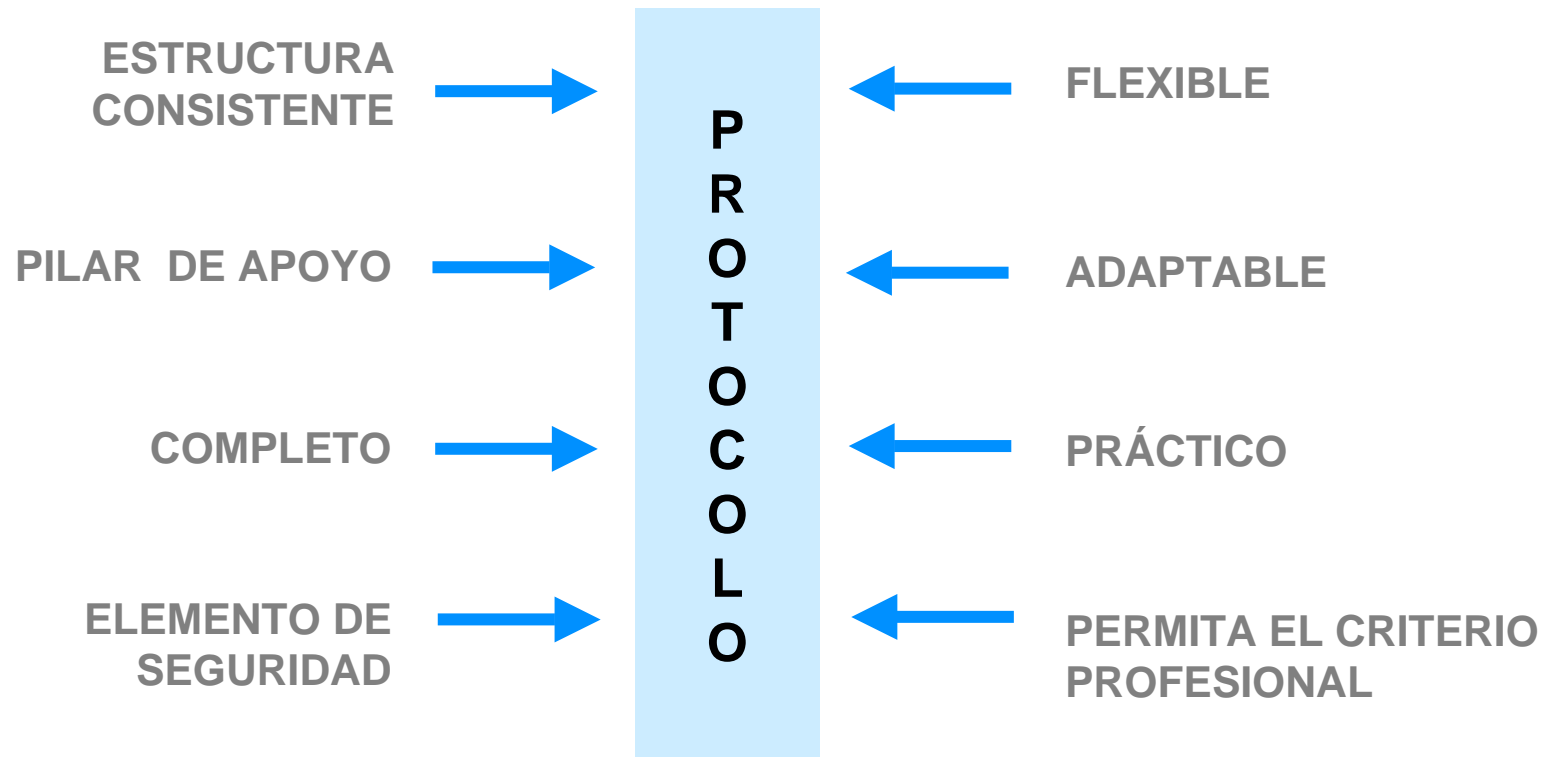 ESTRUCTURA
CONSISTENTE
PILAR DE APOYO
COMPLETO
ELEMENTO DE
SEGURIDAD
P
R
O
T
O
C
O
L
O
FLEXIBLE
ADAPTABLE
PRÁCTICO
PERMITA EL CRITERIO
PROFESIONAL